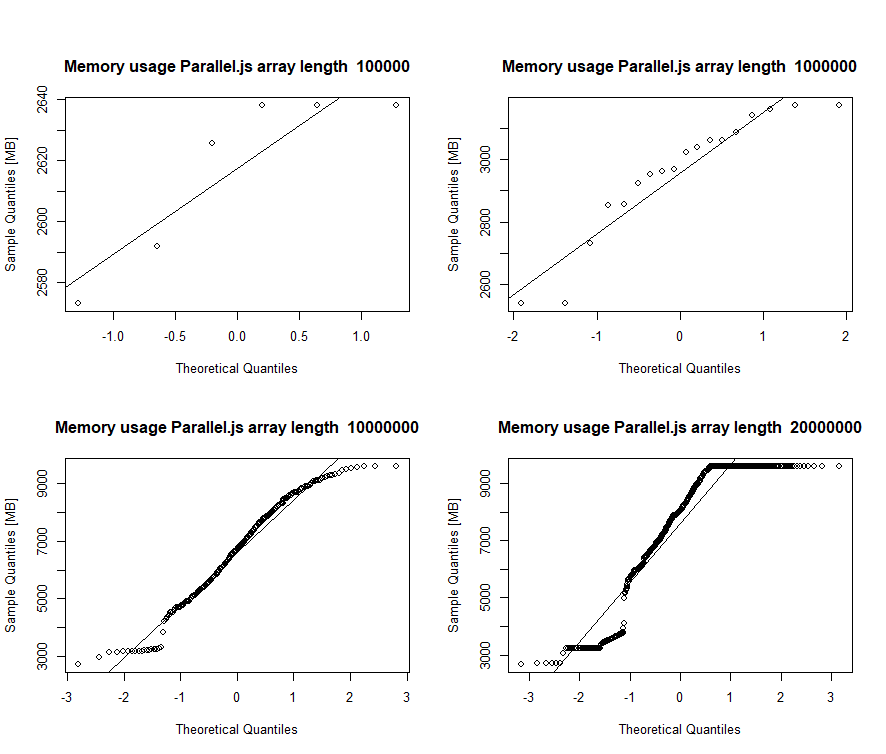 Memory usage Parallel.js array length 100000
Sample Quantiles [MB]
2580 2600 2620 2640
-1.0 -0.5 0.0 0.5 1.0
Theoretical Quantiles
Memory usage Parallel.js array length 1000000
Sample Quantiles [MB]
2600 2800 3000
-2 -1 0 1 2
Theoretical Quantiles
Memory usage Parallel.js array length 10000000
Sample Quantiles [MB]
3000 5000 7000 9000
-3 -2 -1 0 1 2 3
Theoretical Quantiles
Memory usage Parallel.js array length 20000000
Sample Quantiles [MB]
3000 5000 7000 9000
-3 -2 -1 0 1 2 3
Theoretical Quantiles